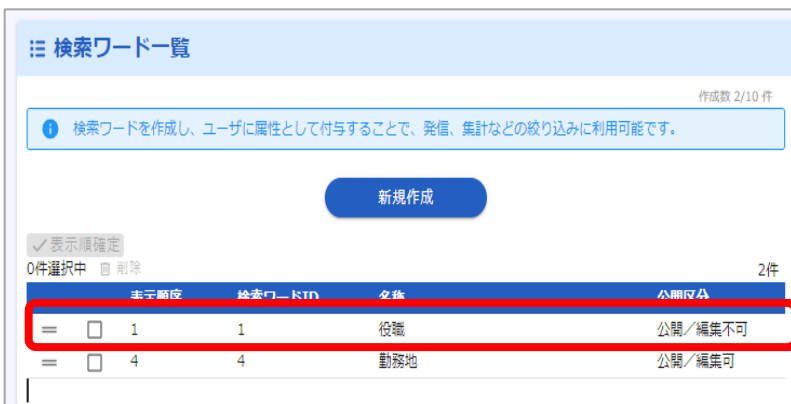 検索ワード一覧
作成数 2/10 件
検索ワードを作成し、ユーザに属性として付与することで、発信、集計などの絞り込みに利用可能です。
新規作成
表示順確定
0件選択中 削除 2件
表示順序 検索ワードID 名称 公開区分
1 1 役職 公開／編集不可
4 4 勤務地 公開／編集可